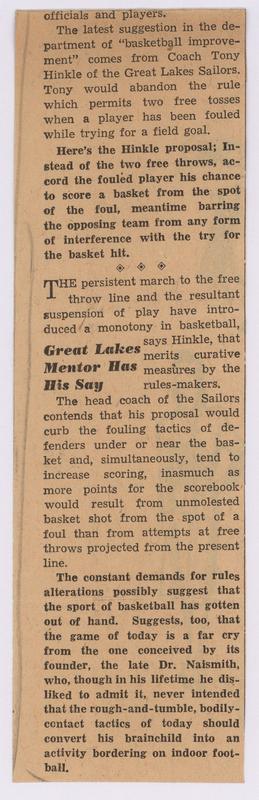 officials and players.
The latest suggestion in the de-
partment of "basketball improve-
ment" comes from Coach Tony
Hinkle of the Great Lakes Sailors.
Tony would abandon the rule
which permits two free tosses
when a player has been fouled
while trying for a field goal.
Here's the Hinkle proposal; In-
stead of the two free throws, ac-
cord the fouled player his chance
to score a basket from the spot
of the foul, meantime barring
the opposing team from any form
of interference with the try for
the basket hit.
THE persistent march to the free
throw line and the resultant
suspension of play have intro-
duced a monotony in basketball,
says Hinkle, that
merits curative
measures by the
rules-makers.
Great Lakes
Mentor Has
His Say
The head coach of the Sailors
contends that his proposal would
curb the fouling tactics of de-
fenders under or near the bas-
ket and, simultaneously, tend to
increase scoring, inasmuch as
more points for the scorebook
would result from unmolested
basket shot from the spot of a
foul than from attempts at free
throws projected from the present
line.
The constant demands for rules
alterations possibly suggest that
the sport of basketball has gotten
out of hand. Suggests, too, that
the game of today is a far cry
from the one conceived by its
founder, the late Dr. Naismith,
who, though in his lifetime he dis-
liked to admit it, never intended
that the rough-and-tumble, bodily-
contact tactics of today should
convert his brainchild into an
activity bordering on indoor foot-
ball.